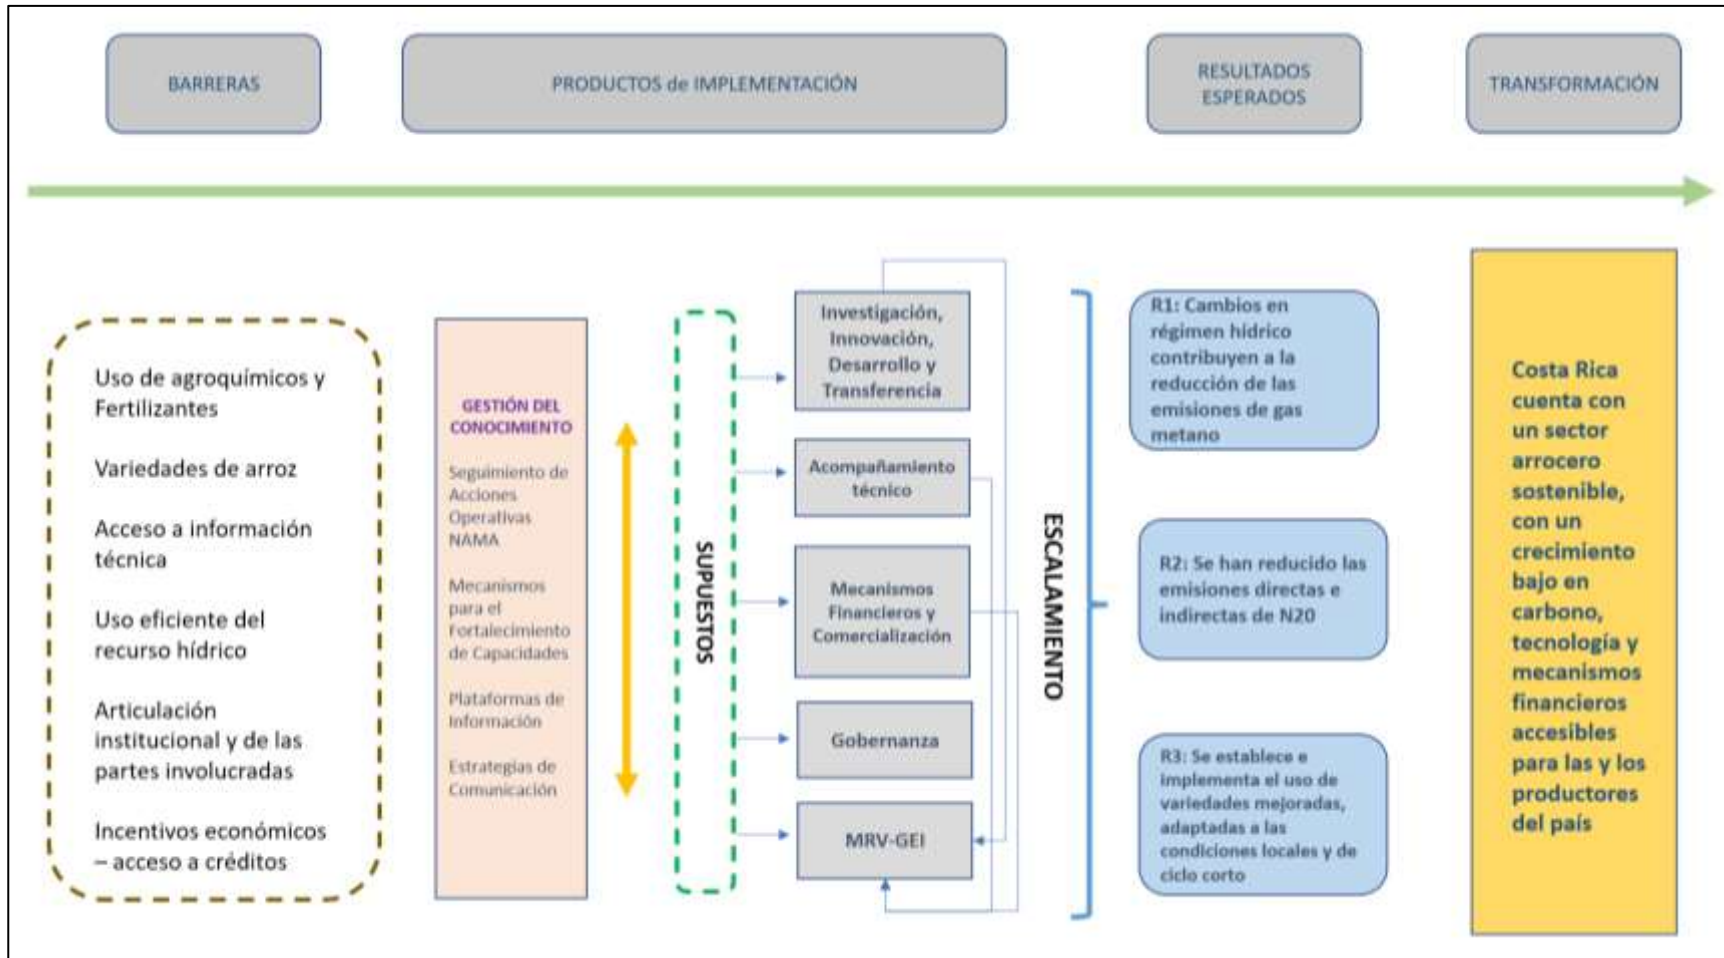 BARRERAS
PRODUCTOS de IMPLEMENTACIÓN
RESULTADOS
ESPERADOS
TRANSFORMACIÓN
Uso de agroquímicos y
Fertilizantes
Variedades de arroz
Acceso a información
técnica
Uso eficiente del
recurso hídrico
Articulación
institucional y de las
partes involucradas
Incentivos económicos
– acceso a créditos
GESTIÓN DEL
CONOCIMIENTO
Seguimiento de
Acciones
Operativas
NAMA
Mecanismos
para el
Fortalecimiento
de Capacidades
Plataformas de
Información
Estrategias de
Comunicación
SUPUESTOS
Investigación,
Innovación,
Desarrollo y
Transferencia
Acompañamiento
técnico
Mecanismos
Financieros y
Comercialización
Gobernanza
MRV-GEI
ESCALAMIENTO
R1: Cambios en
régimen hídrico
contribuyen a la
reducción de las
emisiones de gas
metano
R2: Se han reducido las
emisiones directas e
indirectas de N20
R3: Se establece e
implementa el uso de
variedades mejoradas,
adaptadas a las
condiciones locales y de
ciclo corto
Costa Rica
cuenta con
un sector
arrocero
sostenible,
con un
crecimiento
bajo en
carbono,
tecnología y
mecanismos
financieros
accesibles
para las y los
productores
del país